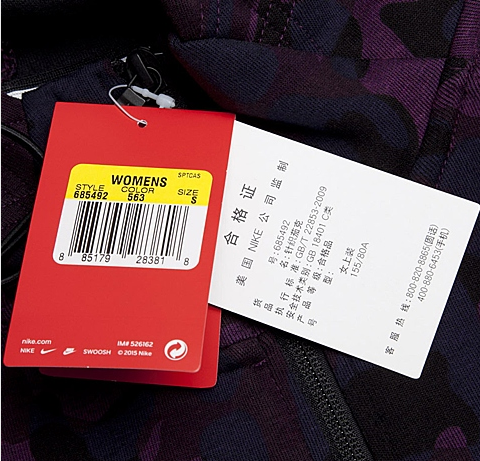 WOMENS
SPTCAS
STYLE COLOR SIZE
685492 563 S
8 85179 28381 8
nike.com IM# 526162
NIKE SWOOSH © 2015 Nike
合格证
美国 NIKE 公司监制
货号:685492
品名:针织茄克
执行标准:GB/T 22853-2009
安全技术类别:GB 18401 C类
产品等级:合格品
号型:女上装
155/80A
客服热线:800-820-8865(固话)
400-880-6453(手机)